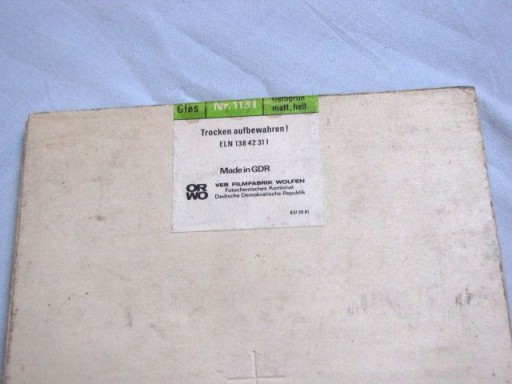 Glas Nr. 1131 Gelbgrün
matt, hell
Trocken aufbewahren!
ELN 138 42 311
Made in GDR
ORWO
VEB FILMFABRIK WOLFEN
Fotochemisches Kombinat
Deutsche Demokratische Republik